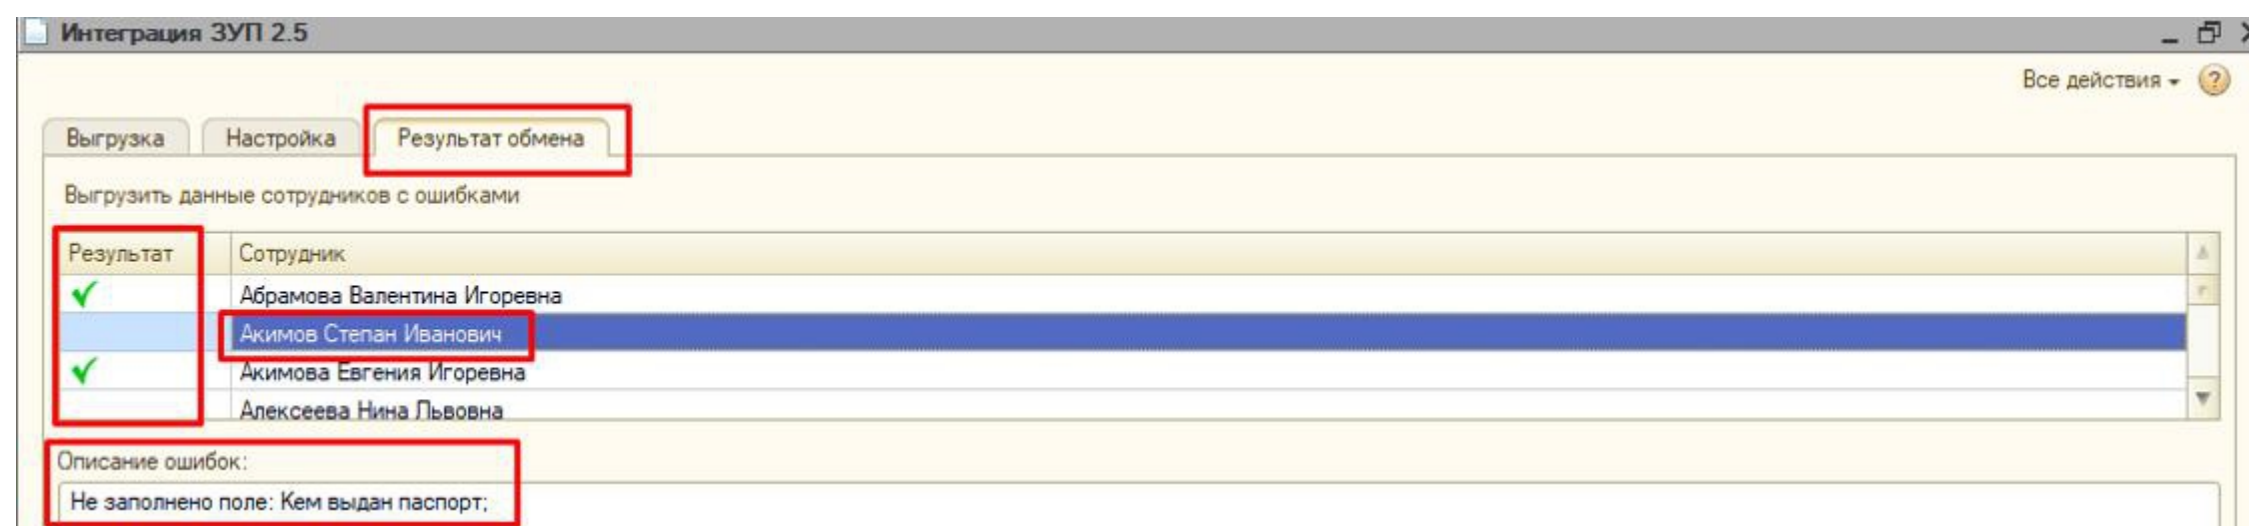 Интеграция ЗУП 2.5
Все действия
Выгрузка Настройка Результат обмена
Выгрузить данные сотрудников с ошибками
Результат Сотрудник
Абрамова Валентина Игоревна
Акимов Степан Иванович
Акимова Евгения Игоревна
Алексеева Нина Львовна
Описание ошибок:
Не заполнено поле: Кем выдан паспорт;